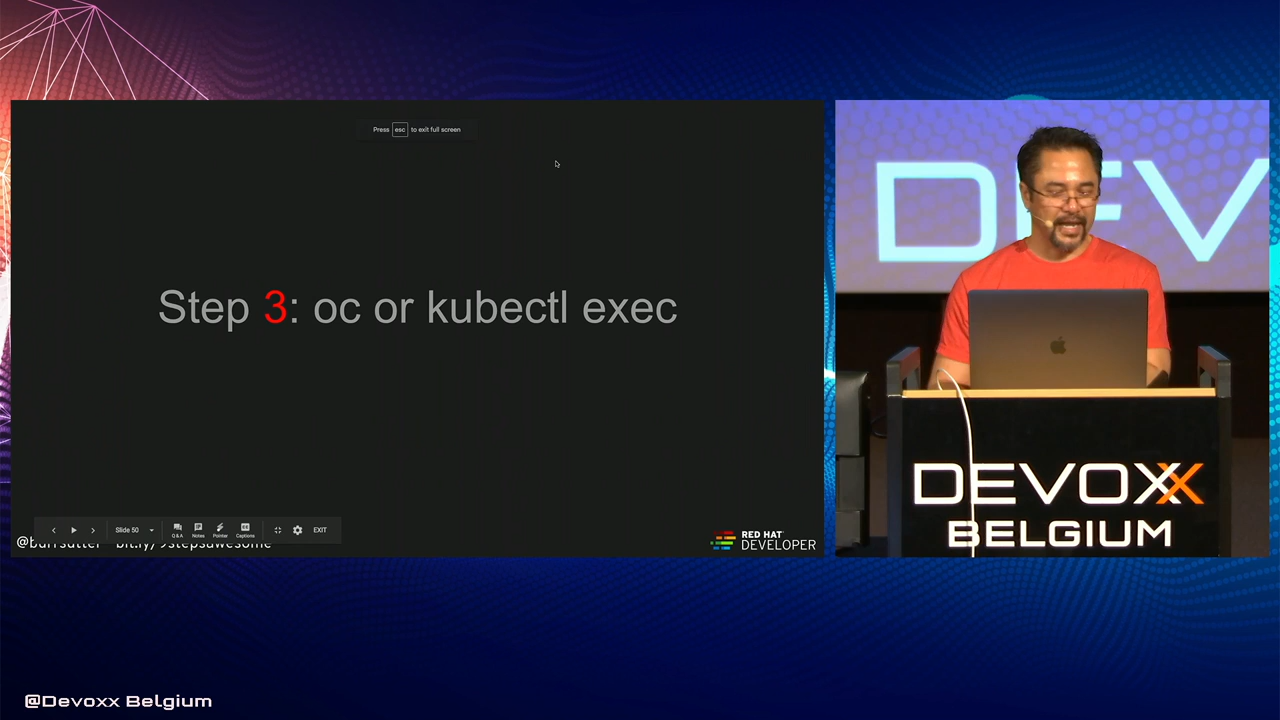 Press esc to exit full screen
Step 3: oc or kubectl exec
Slide 50
Q&A
Notes
Pointer
Captions
EXIT
RED HAT
DEVELOPER
DEV
DEVOXX
BELGIUM
@Devoxx Belgium